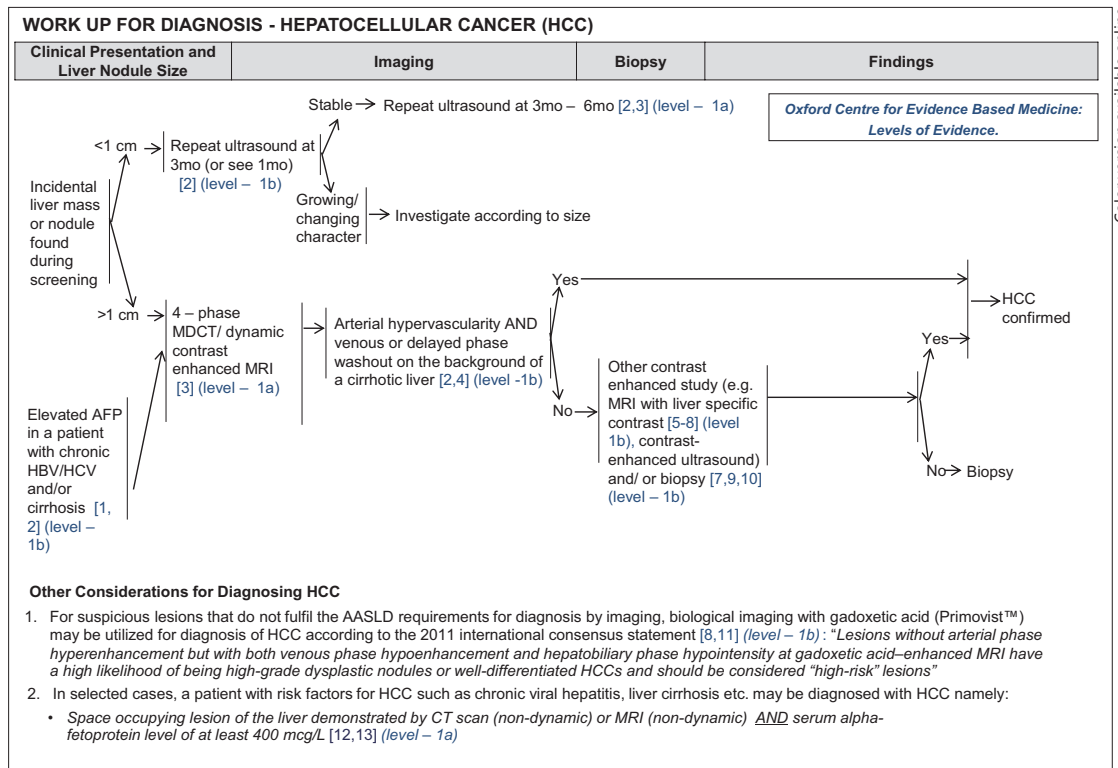 WORK UP FOR DIAGNOSIS - HEPATOCELLULAR CANCER (HCC)
Clinical Presentation and
Liver Nodule Size
Imaging
Biopsy
Findings
Oxford Centre for Evidence Based Medicine:
Levels of Evidence.
Incidental
liver mass
or nodule
found
during
screening
<1 cm
Repeat ultrasound at
3mo (or see 1mo)
[2] (level – 1b)
Stable
Repeat ultrasound at 3mo – 6mo [2,3] (level – 1a)
Growing/
changing
character
Investigate according to size
>1 cm
4 – phase
MDCT/ dynamic
contrast
enhanced MRI
[3] (level – 1a)
Elevated AFP
in a patient
with chronic
HBV/HCV
and/or
cirrhosis [1,
2] (level –
1b)
Arterial hypervascularity AND
venous or delayed phase
washout on the background of
a cirrhotic liver [2,4] (level -1b)
Yes
No
Other contrast
enhanced study (e.g.
MRI with liver specific
contrast [5-8] (level
1b), contrast-
enhanced ultrasound)
and/ or biopsy [7,9,10]
(level – 1b)
Yes
HCC
confirmed
No
Biopsy
Other Considerations for Diagnosing HCC
1. For suspicious lesions that do not fulfil the AASLD requirements for diagnosis by imaging, biological imaging with gadoxetic acid (Primovist™)
may be utilized for diagnosis of HCC according to the 2011 international consensus statement [8,11] (level – 1b) : “Lesions without arterial phase
hyperenhancement but with both venous phase hypoenhancement and hepatobiliary phase hypointensity at gadoxetic acid–enhanced MRI have
a high likelihood of being high-grade dysplastic nodules or well-differentiated HCCs and should be considered “high-risk” lesions”
2. In selected cases, a patient with risk factors for HCC such as chronic viral hepatitis, liver cirrhosis etc. may be diagnosed with HCC namely:
• Space occupying lesion of the liver demonstrated by CT scan (non-dynamic) or MRI (non-dynamic) AND serum alpha-
fetoprotein level of at least 400 mcg/L [12,13] (level – 1a)